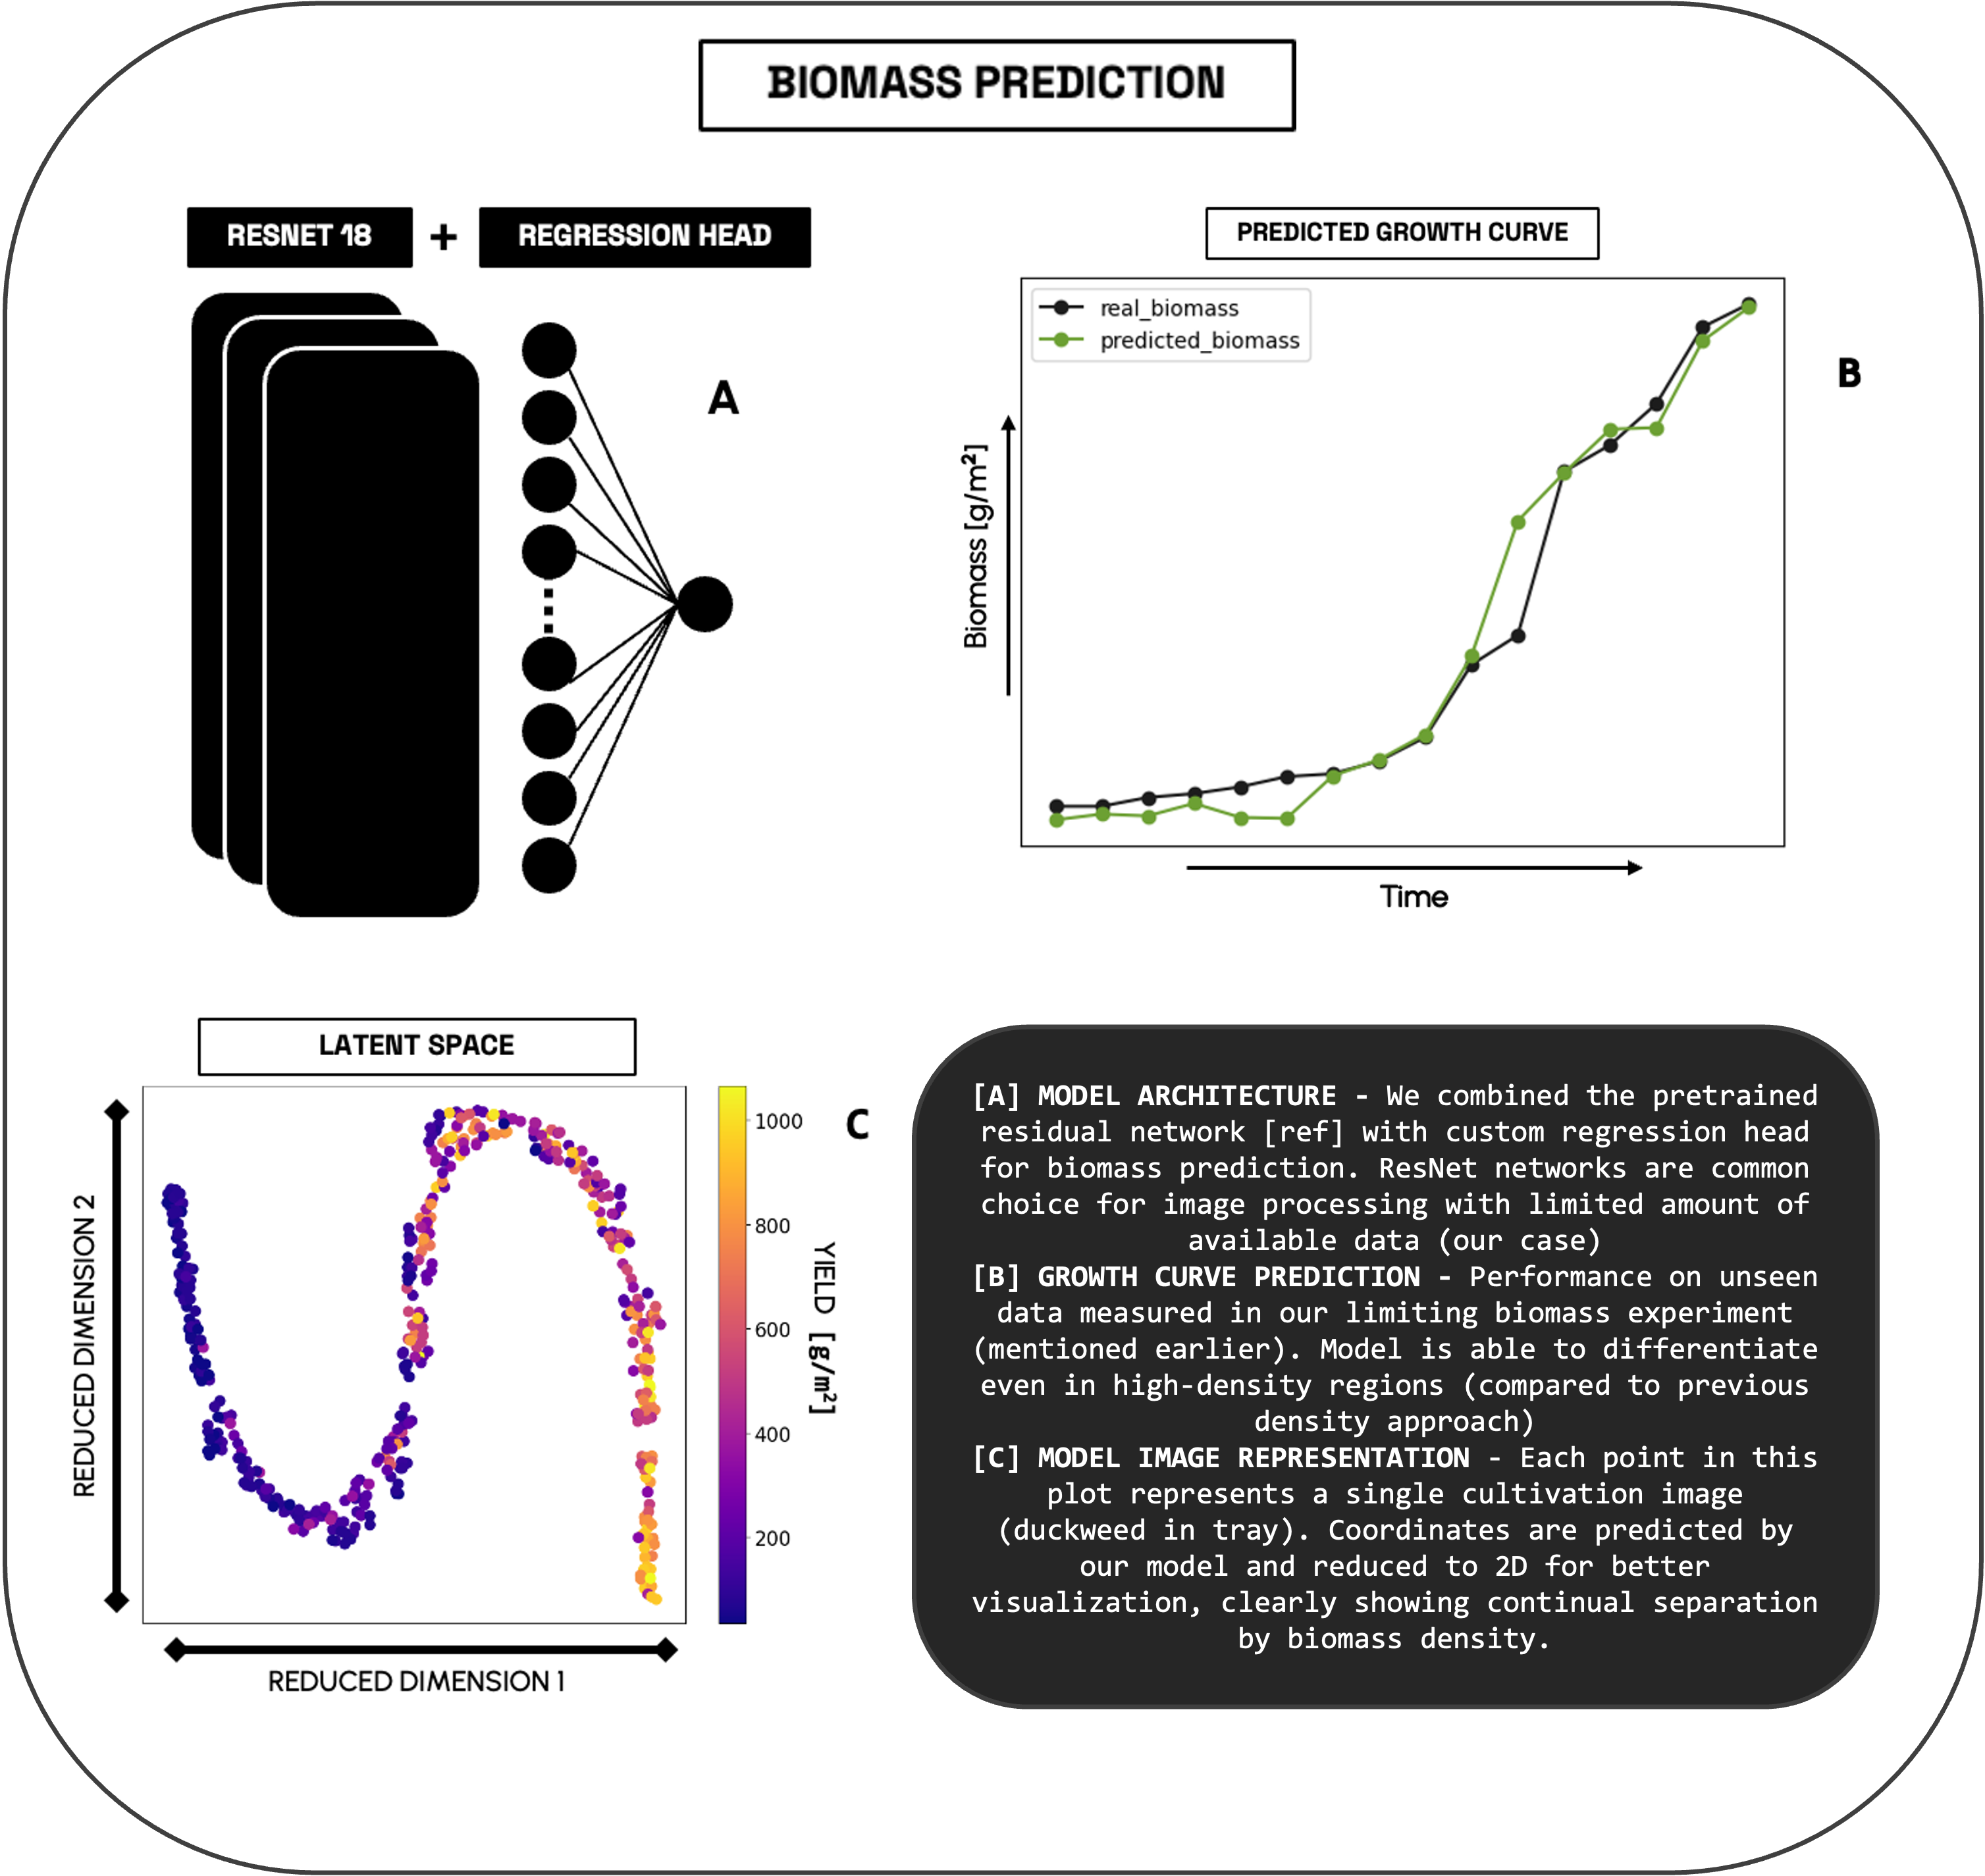 BIOMASS PREDICTION
RESNET 18 + REGRESSION HEAD
A
PREDICTED GROWTH CURVE
real_biomass
predicted_biomass
B
Biomass [g/m²]
Time
LATENT SPACE
C
REDUCED DIMENSION 2
REDUCED DIMENSION 1
1000
800
600
400
200
YIELD [g/m²]
[A] MODEL ARCHITECTURE - We combined the pretrained
residual network [ref] with custom regression head
for biomass prediction. ResNet networks are common
choice for image processing with limited amount of
available data (our case)
[B] GROWTH CURVE PREDICTION - Performance on unseen
data measured in our limiting biomass experiment
(mentioned earlier). Model is able to differentiate
even in high-density regions (compared to previous
density approach)
[C] MODEL IMAGE REPRESENTATION - Each point in this
plot represents a single cultivation image
(duckweed in tray). Coordinates are predicted by
our model and reduced to 2D for better
visualization, clearly showing continual separation
by biomass density.